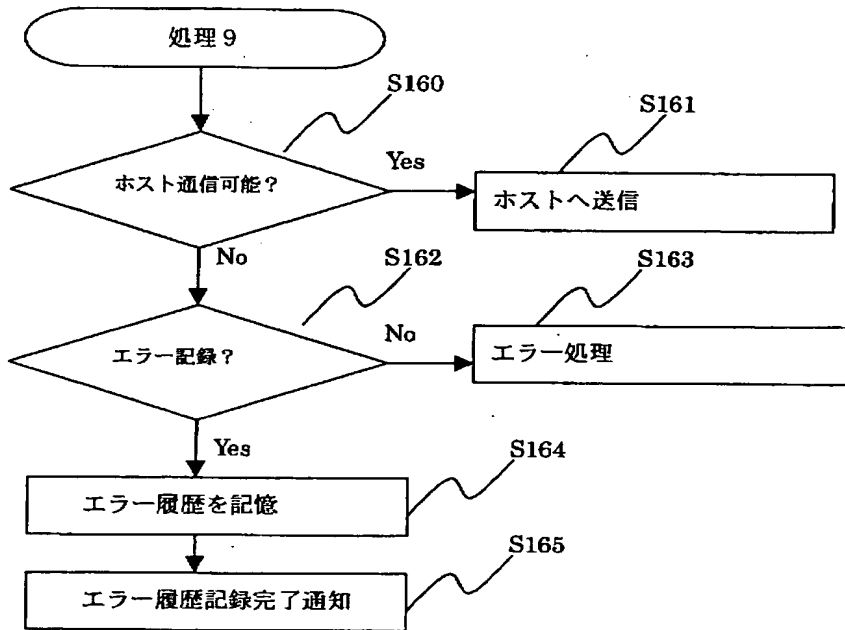 処理9
S160
S161
ホスト通信可能?
Yes
ホストへ送信
No
S162
S163
エラー記録?
No
エラー処理
Yes
S164
エラー履歴を記憶
S165
エラー履歴記録完了通知